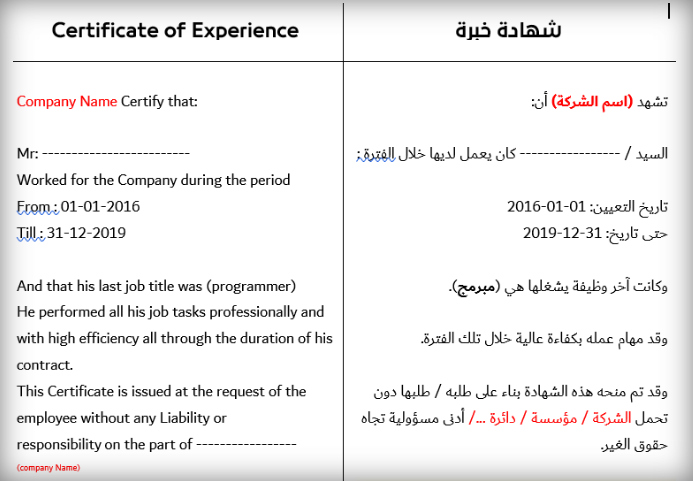 Certificate of Experience
Company Name Certify that:
Mr: -------------------------
Worked for the Company during the period
From : 01-01-2016
Till : 31-12-2019
And that his last job title was (programmer)
He performed all his job tasks professionally and
with high efficiency all through the duration of his
contract.
This Certificate is issued at the request of the
employee without any Liability or
responsibility on the part of -----------------
(company Name)
شهادة خبرة
تشهد (اسم الشركة) أن:
السيد / ----------------- كان يعمل لديها خلال الفترة :
تاريخ التعيين: 01-01-2016
حتى تاريخ: 31-12-2019
وكانت آخر وظيفة يشغلها هي (مبرمج).
وقد مهام عمله بكفاءة عالية خلال تلك الفترة.
وقد تم منحه هذه الشهادة بناء على طلبه / طلبها دون
تحمل الشركة / مؤسسة / دائرة .../ أدنى مسؤولية تجاه
حقوق الغير.